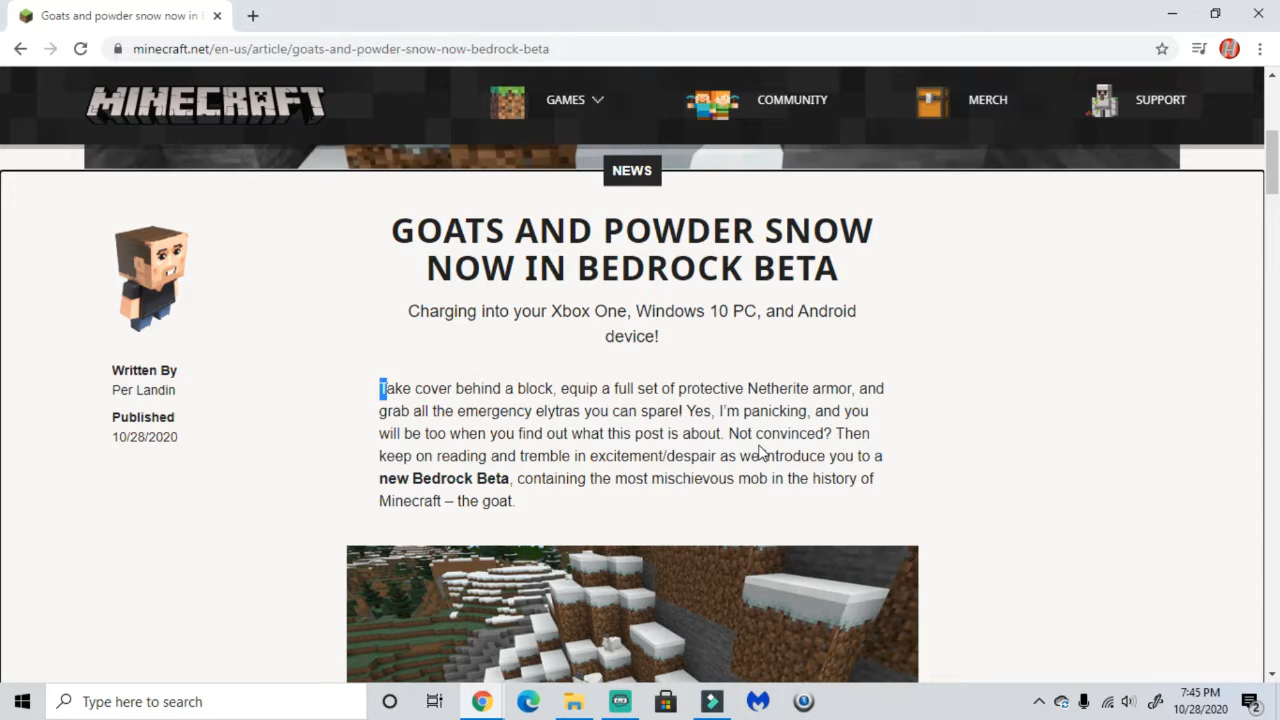 Goats and powder snow now in
minecraft.net/en-us/article/goats-and-powder-snow-now-bedrock-beta
MINECRAFT
GAMES
COMMUNITY
MERCH
SUPPORT
NEWS
GOATS AND POWDER SNOW
NOW IN BEDROCK BETA
Charging into your Xbox One, Windows 10 PC, and Android
device!
Written By
Per Landin
Published
10/28/2020
Take cover behind a block, equip a full set of protective Netherite armor, and
grab all the emergency elytras you can spare! Yes, I'm panicking, and you
will be too when you find out what this post is about. Not convinced? Then
keep on reading and tremble in excitement/despair as we introduce you to a
new Bedrock Beta, containing the most mischievous mob in the history of
Minecraft – the goat.
Type here to search
7:45 PM
10/28/2020
2